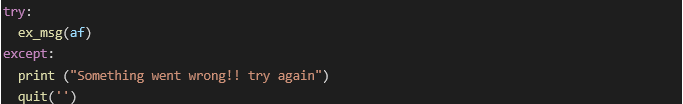 try:
  ex_msg(af)
except:
  print ("Something went wrong!! try again")
  quit('')